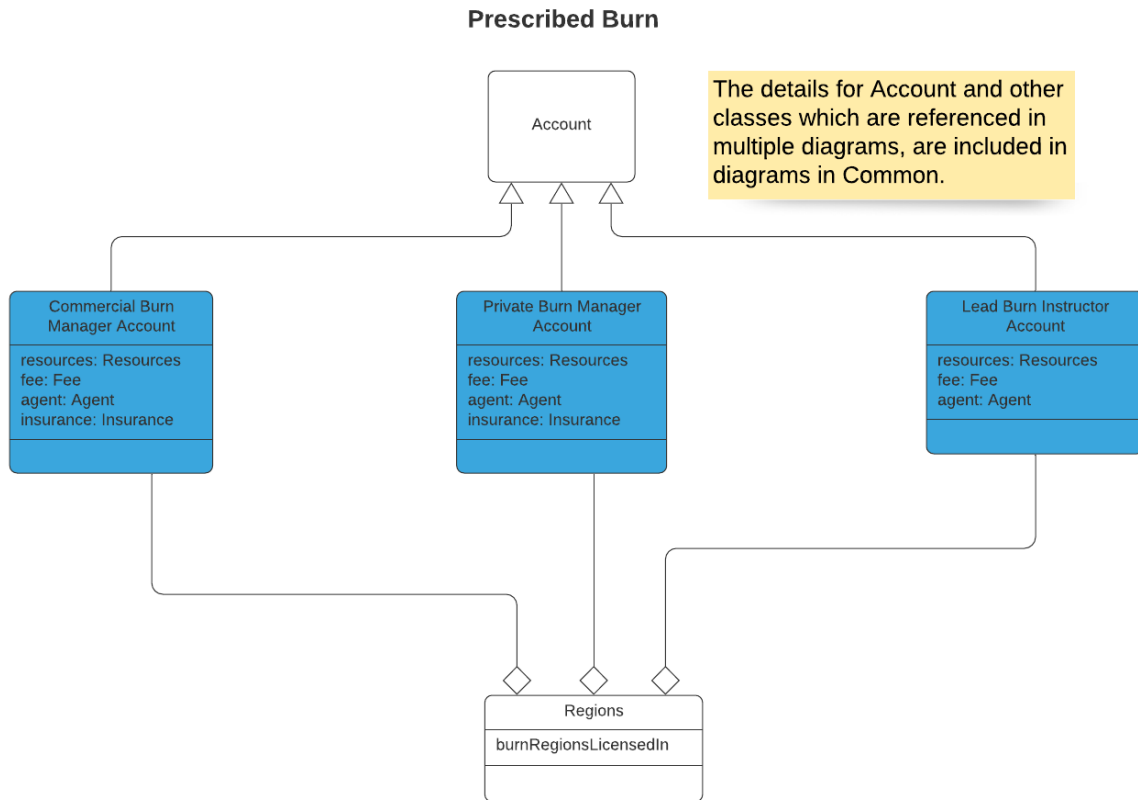 Prescribed Burn
Account
The details for Account and other
classes which are referenced in
multiple diagrams, are included in
diagrams in Common.
Commercial Burn
Manager Account
resources: Resources
fee: Fee
agent: Agent
insurance: Insurance
Private Burn Manager
Account
resources: Resources
fee: Fee
agent: Agent
insurance: Insurance
Lead Burn Instructor
Account
resources: Resources
fee: Fee
agent: Agent
Regions
burnRegionsLicensedIn